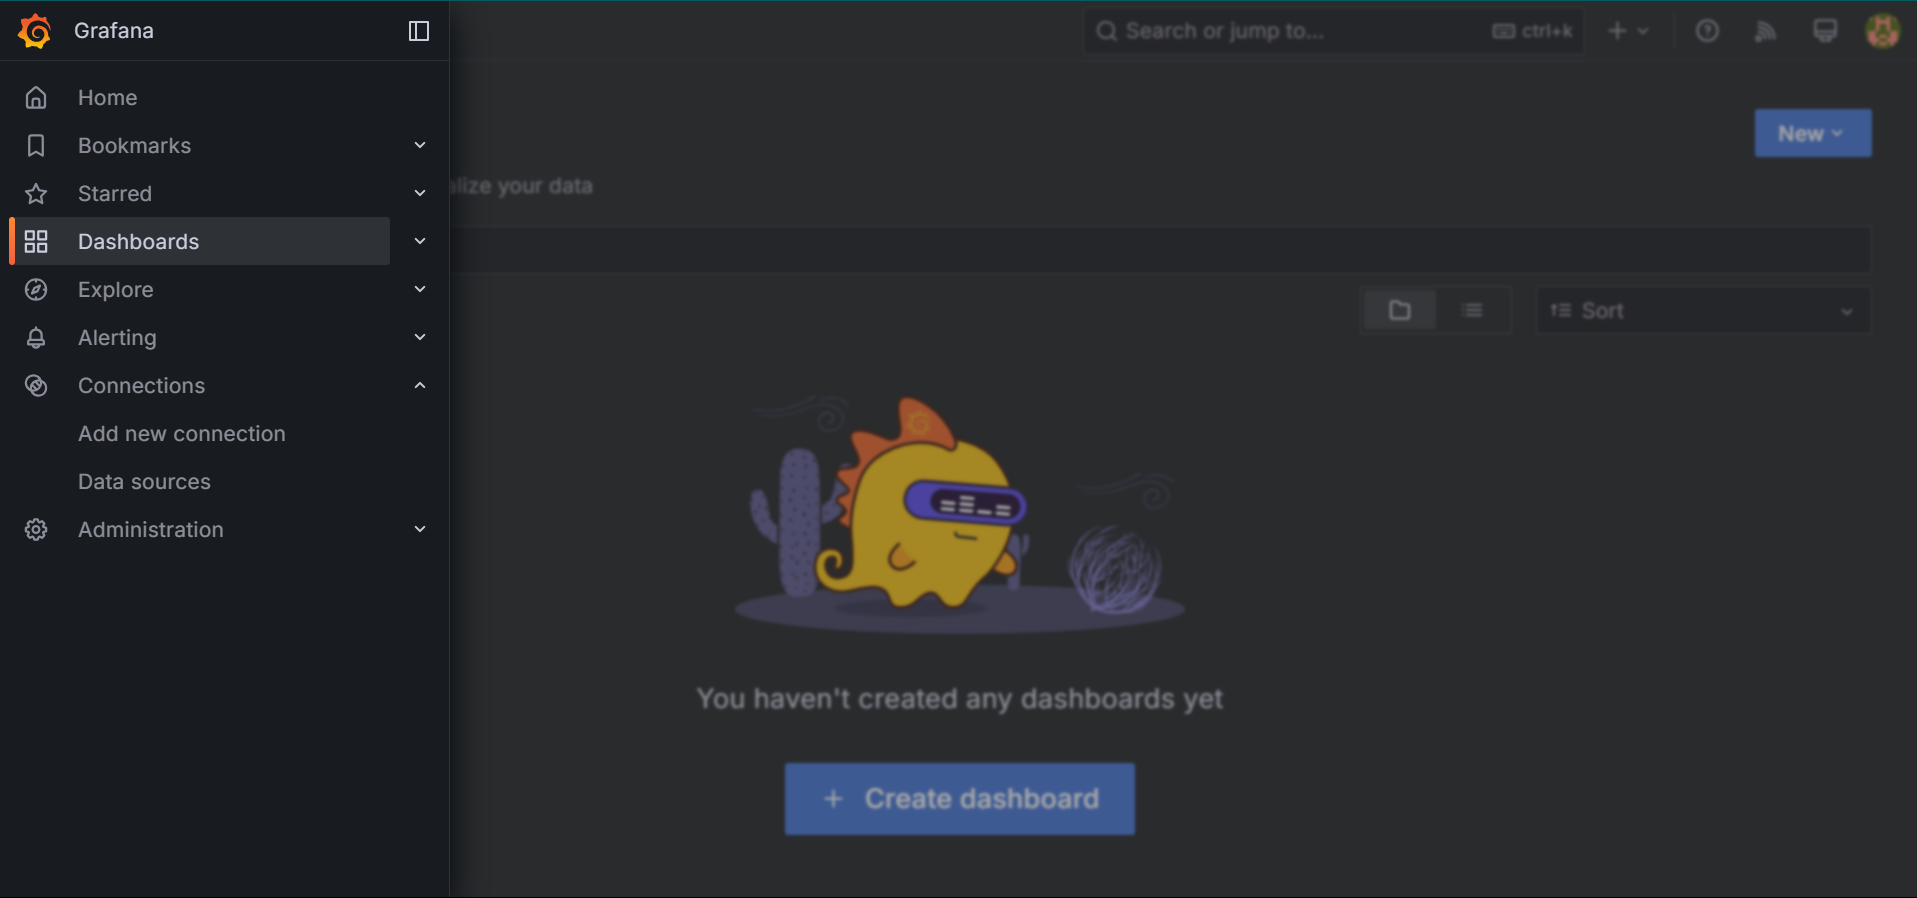 Grafana
Search or jump to...
ctrl+k
Home
New
Bookmarks
alize your data
Starred
Dashboards
Explore
Sort
Alerting
Connections
Add new connection
Data sources
Administration
You haven't created any dashboards yet
+ Create dashboard